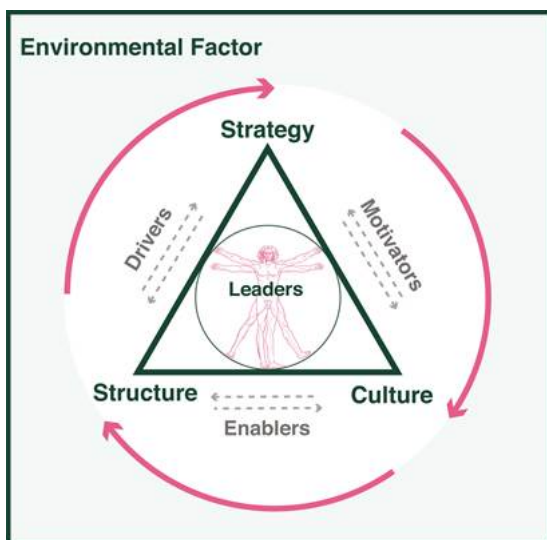 Environmental Factor
Strategy
Drivers
Motivators
Leaders
Structure
Culture
Enablers